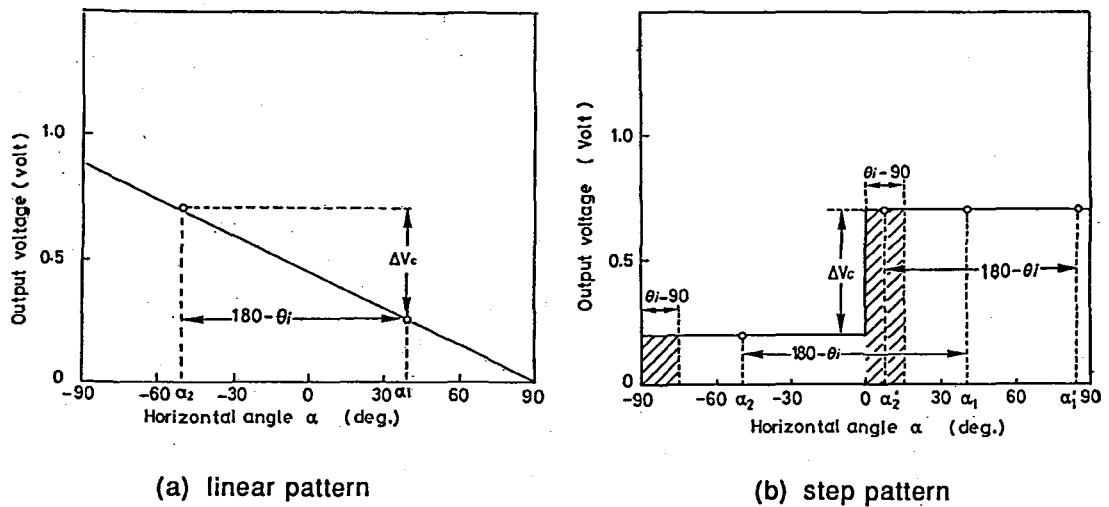 Output voltage (volt)
1.0
0.5
0
ΔVc
180-θi
-90 -60 α2 -30 0 30 α1 60 90
Horizontal angle α (deg.)
(a) linear pattern
Output voltage (Volt)
1.0
0.5
0
θi-90
θi-90
ΔVc
180-θi
180-θi
-90 -60 α2 -30 0 α2' 30 α1 60 α1' 90
Horizontal angle α (deg.)
(b) step pattern